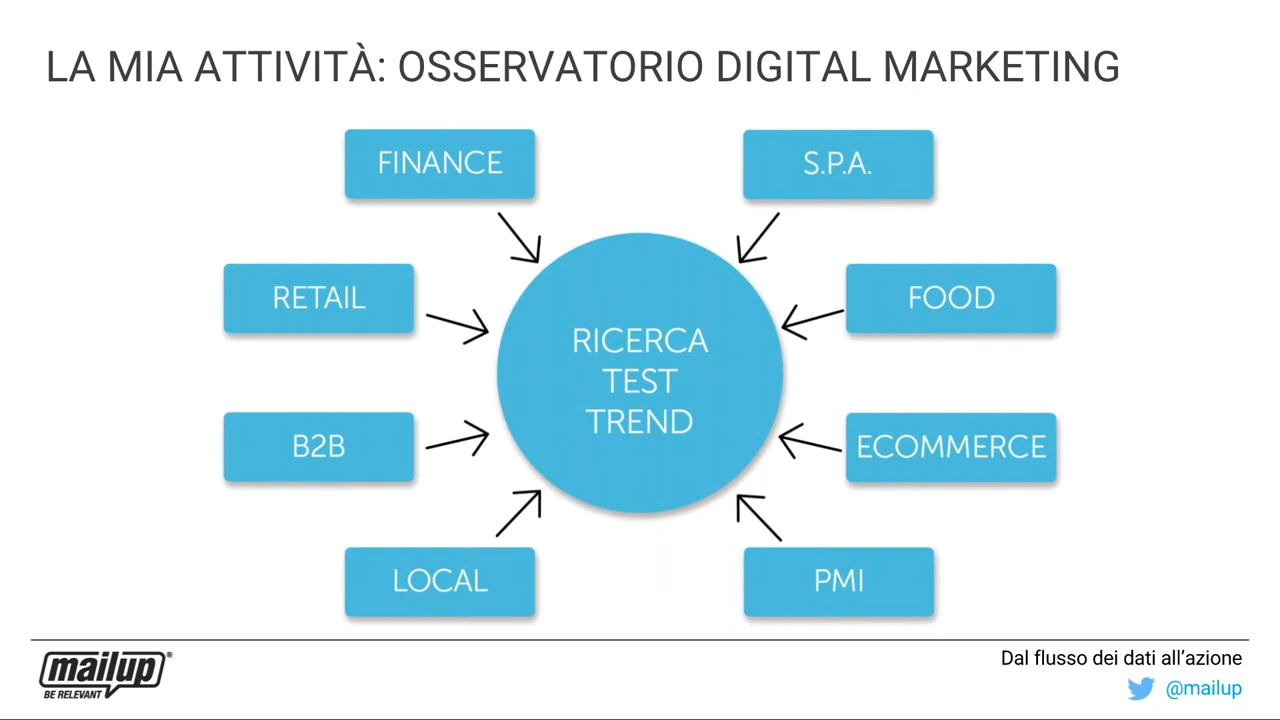 LA MIA ATTIVITÀ: OSSERVATORIO DIGITAL MARKETING
FINANCE
S.P.A.
RETAIL
FOOD
RICERCA
TEST
TREND
B2B
ECOMMERCE
LOCAL
PMI
mailup®
BE RELEVANT
Dal flusso dei dati all’azione
@mailup